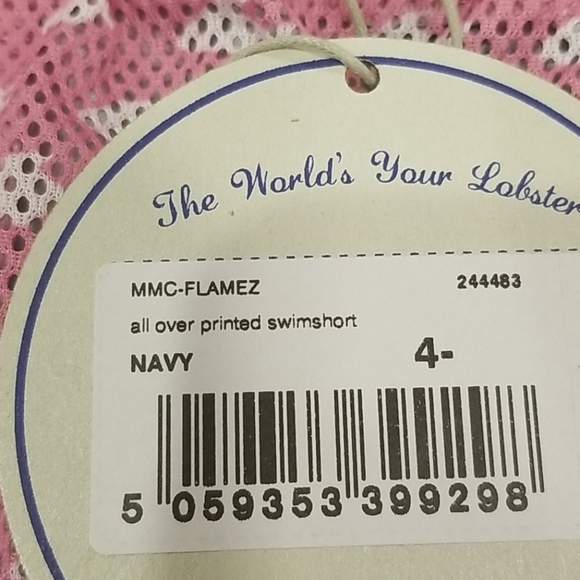 The World's Your Lobster
MMC-FLAMEZ 244483
all over printed swimshort
NAVY 4-
5 059353 399298